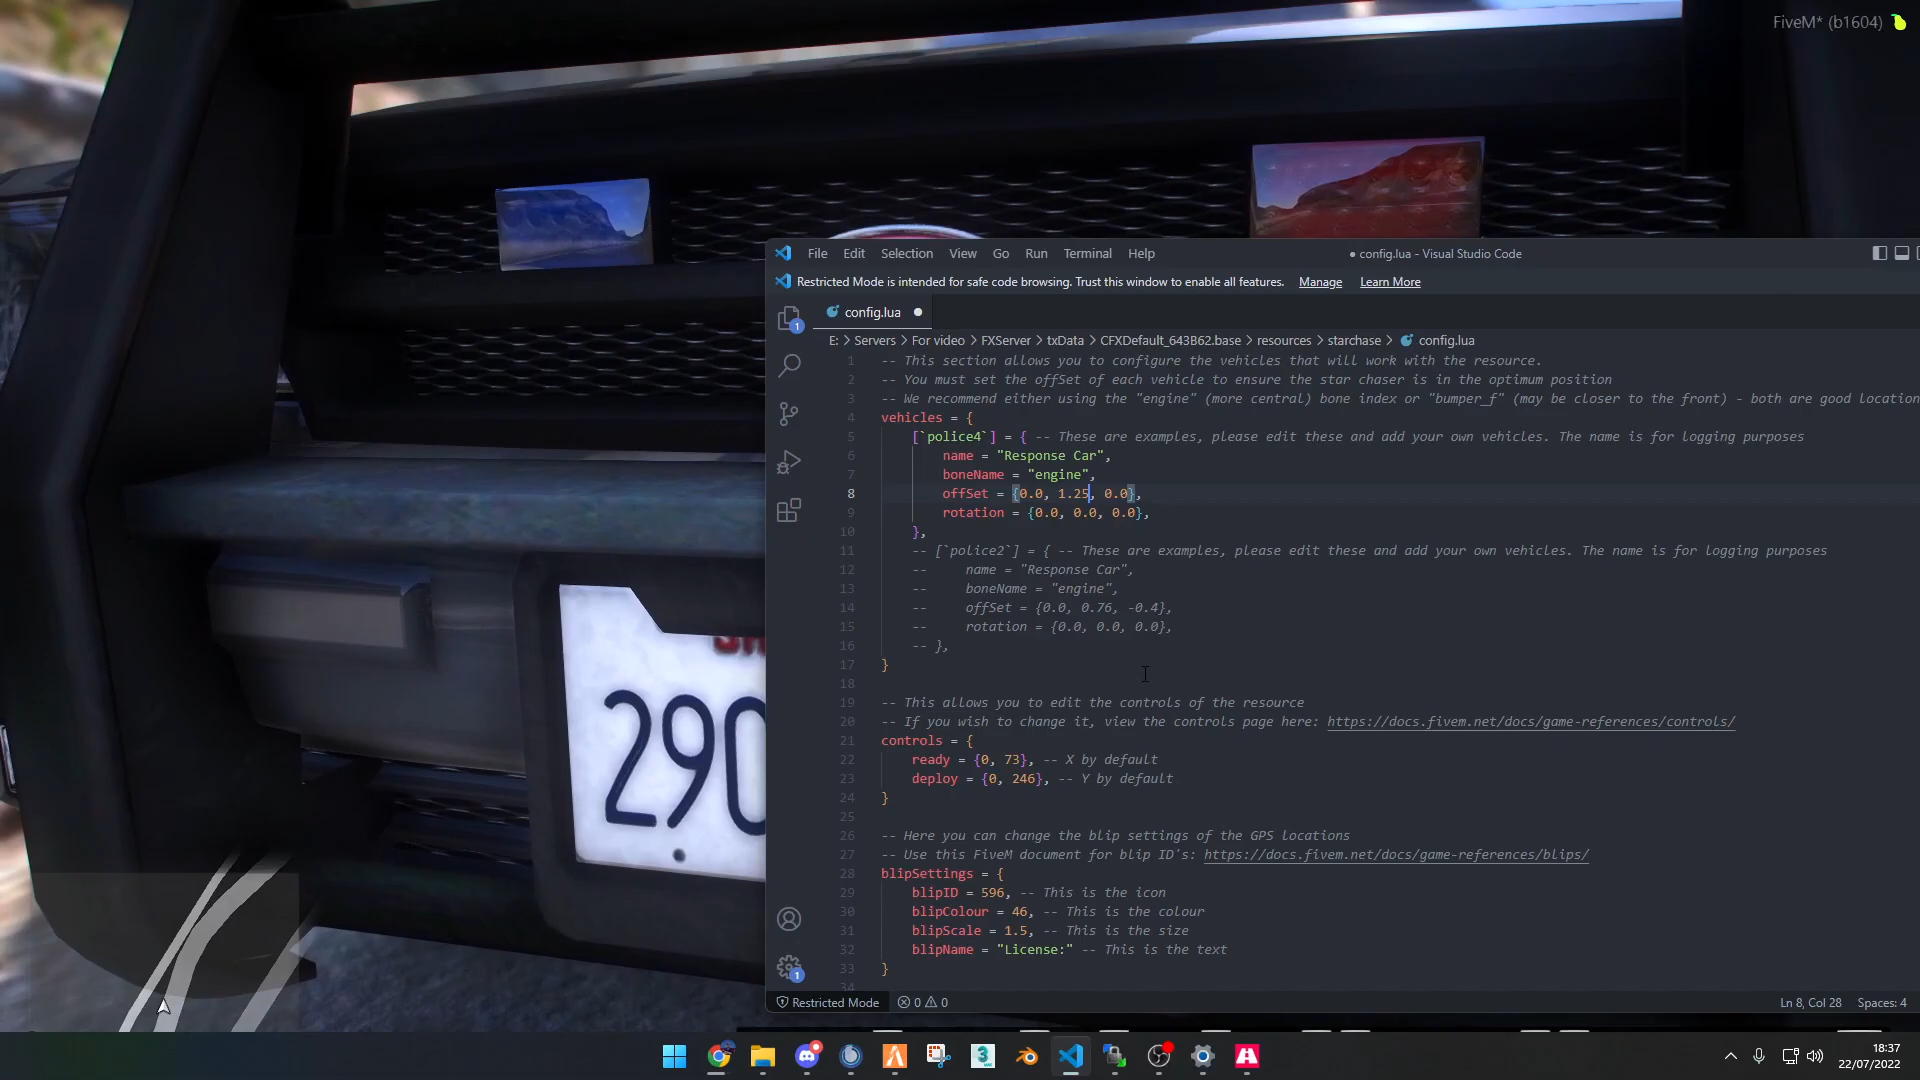 FiveM* (b1604)
File Edit Selection View Go Run Terminal Help
● config.lua - Visual Studio Code
Restricted Mode is intended for safe code browsing. Trust this window to enable all features. Manage Learn More
1
config.lua ●
E: > Servers > For video > FXServer > txData > CFXDefault_643B62.base > resources > starchase > config.lua
1 -- This section allows you to configure the vehicles that will work with the resource.
2 -- You must set the offSet of each vehicle to ensure the star chaser is in the optimum position
3 -- We recommend either using the "engine" (more central) bone index or "bumper_f" (may be closer to the front) - both are good location
4 vehicles = {
5 [`police4`] = { -- These are examples, please edit these and add your own vehicles. The name is for logging purposes
6 name = "Response Car",
7 boneName = "engine",
8 offSet = {0.0, 1.25, 0.0},
9 rotation = {0.0, 0.0, 0.0},
10 },
11 -- [`police2`] = { -- These are examples, please edit these and add your own vehicles. The name is for logging purposes
12 -- name = "Response Car",
13 -- boneName = "engine",
14 -- offSet = {0.0, 0.76, -0.4},
15 -- rotation = {0.0, 0.0, 0.0},
16 -- },
17 }
18
19 -- This allows you to edit the controls of the resource
20 -- If you wish to change it, view the controls page here: https://docs.fivem.net/docs/game-references/controls/
21 controls = {
22 ready = {0, 73}, -- X by default
23 deploy = {0, 246}, -- Y by default
24 }
25
26 -- Here you can change the blip settings of the GPS locations
27 -- Use this FiveM document for blip ID's: https://docs.fivem.net/docs/game-references/blips/
28 blipSettings = {
29 blipID = 596, -- This is the icon
30 blipColour = 46, -- This is the colour
31 blipScale = 1.5, -- This is the size
32 blipName = "License:" -- This is the text
33 }
34
1
Restricted Mode 0 0 Ln 8, Col 28 Spaces: 4
290
3
18:37
22/07/2022